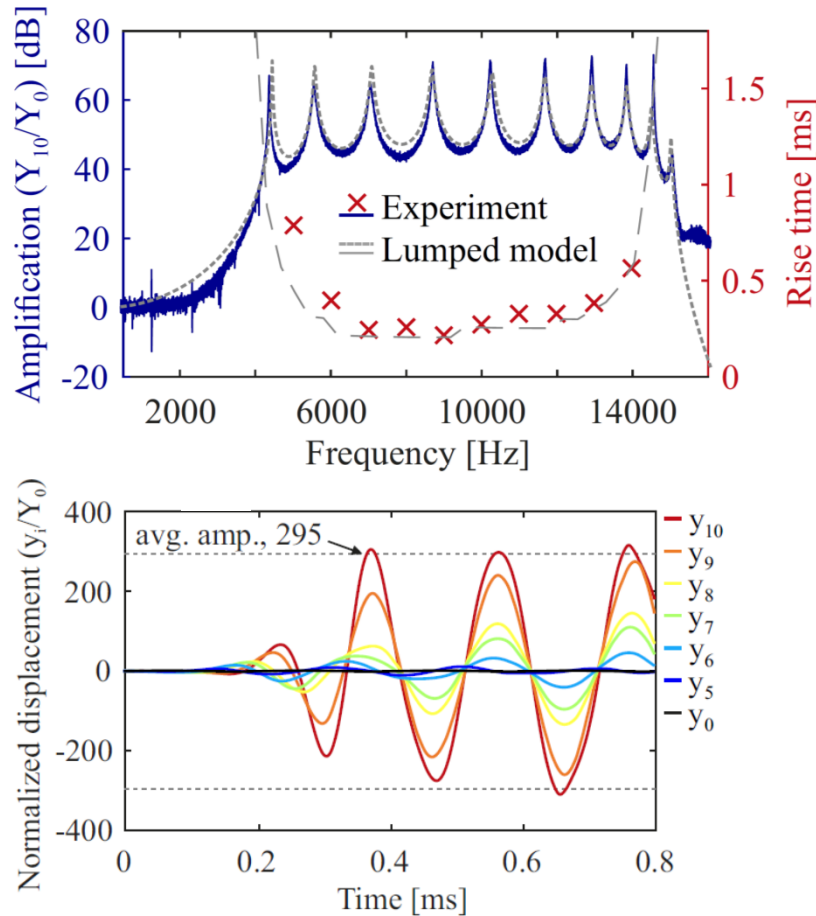 Amplification (Y10/Y0) [dB]
80
60
40
20
0
-20
2000
6000
10000
14000
Frequency [Hz]
1.5
1
0.5
0
Rise time [ms]
Experiment
Lumped model
Normalized displacement (yi/Y0)
400
200
0
-200
-400
avg. amp., 295
0
0.2
0.4
0.6
0.8
Time [ms]
y10
y9
y8
y7
y6
y5
y0